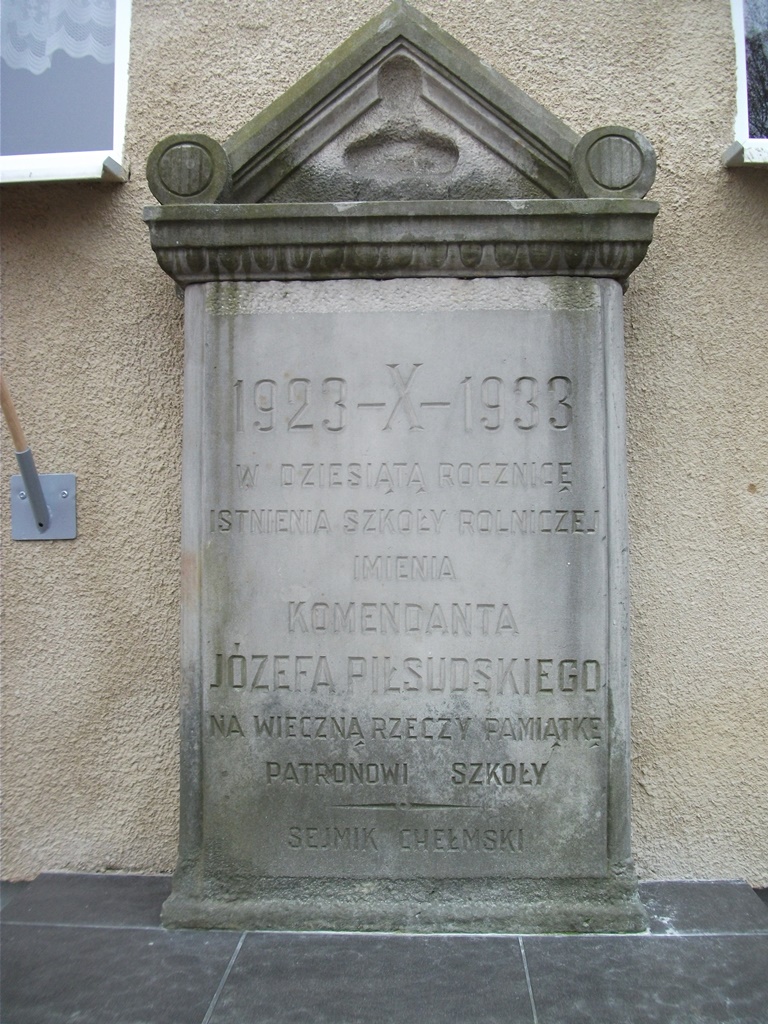 1923-X-1933
W DZIESIĄTĄ ROCZNICĘ
ISTNIENIA SZKOŁY ROLNICZEJ
IMIENIA
KOMENDANTA
JÓZEFA PIŁSUDSKIEGO
NA WIECZNĄ RZECZY PAMIĄTKĘ
PATRONOWI SZKOŁY
SEJMIK CHEŁMSKI